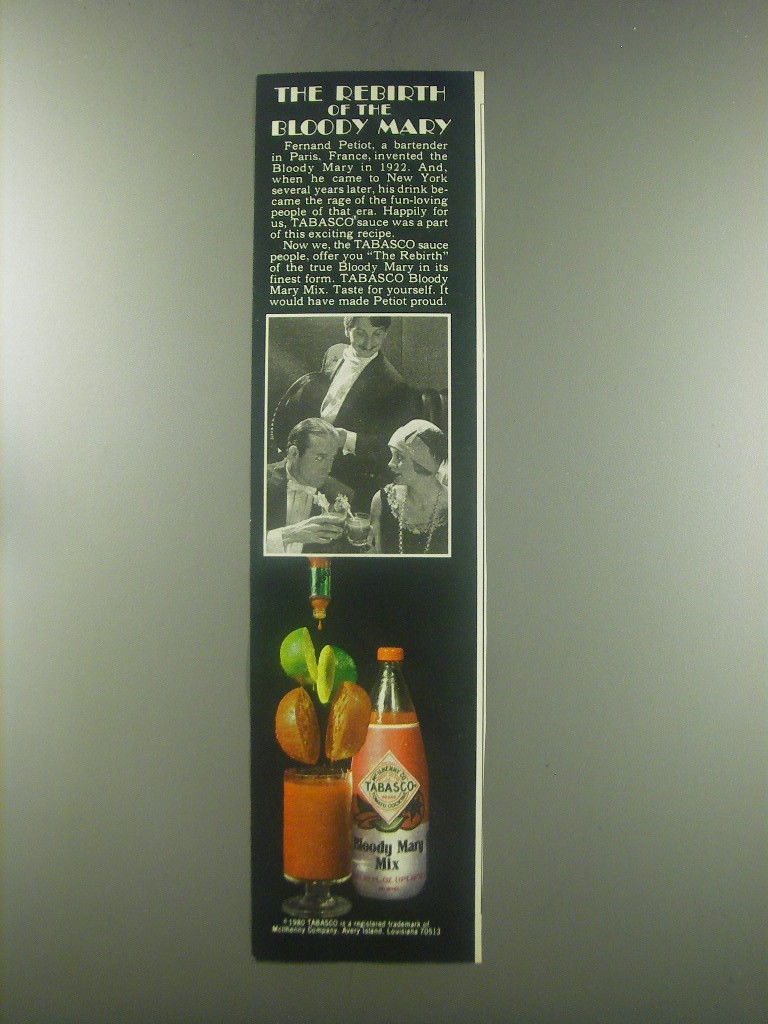 THE REBIRTH
OF THE
BLOODY MARY
Fernand Petiot, a bartender
in Paris, France, invented the
Bloody Mary in 1922. And,
when he came to New York
several years later, his drink be-
came the rage of the fun-loving
people of that era. Happily for
us, TABASCO® sauce was a part
of this exciting recipe.
Now we, the TABASCO sauce
people, offer you “The Rebirth”
of the true Bloody Mary in its
finest form. TABASCO Bloody
Mary Mix. Taste for yourself. It
would have made Petiot proud.
McILHENNY CO.
TABASCO
Bloody Mary
Mix
© 1980 TABASCO is a registered trademark of
McIlhenny Company, Avery Island, Louisiana 70513